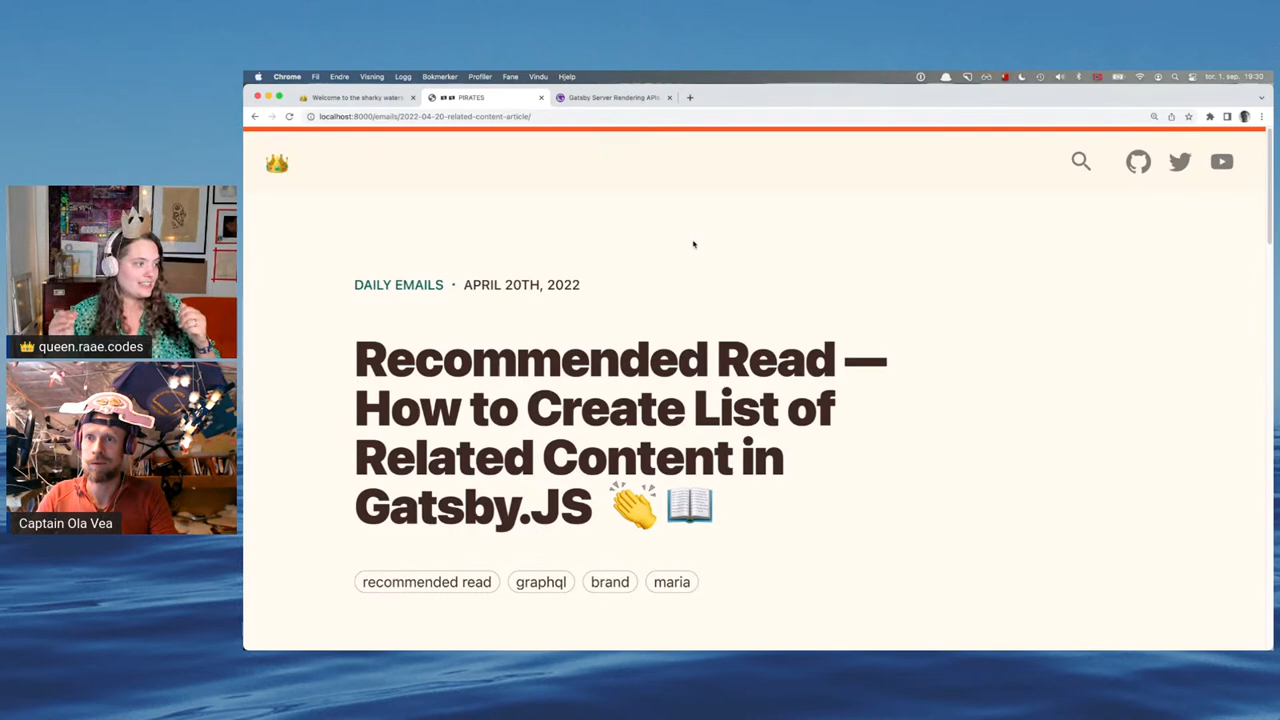 Chrome Fil Endre Visning Logg Bokmerker Profiler Fane Vindu Hjelp tor. 1. sep. 19:30
Welcome to the sharky waters PIRATES Gatsby Server Rendering APIs
localhost:8000/emails/2022-04-20-related-content-article/
DAILY EMAILS · APRIL 20TH, 2022
Recommended Read —
How to Create List of
Related Content in
Gatsby.JS 👏 📖
recommended read graphql brand maria
👑 queen.raae.codes
Captain Ola Vea